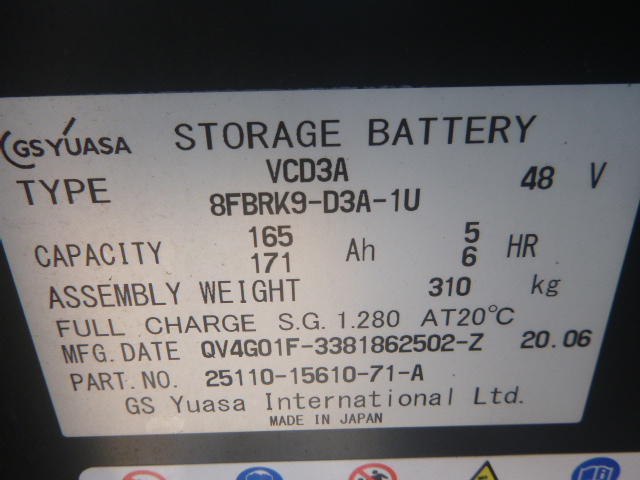 GS YUASA STORAGE BATTERY
TYPE VCD3A 48 V
8FBRK9-D3A-1U
CAPACITY 165 Ah 5 HR
171 6
ASSEMBLY WEIGHT 310 kg
FULL CHARGE S.G. 1.280 AT20℃
MFG. DATE QV4G01F-3381862502-Z 20.06
PART. NO. 25110-15610-71-A
GS Yuasa International Ltd.
MADE IN JAPAN